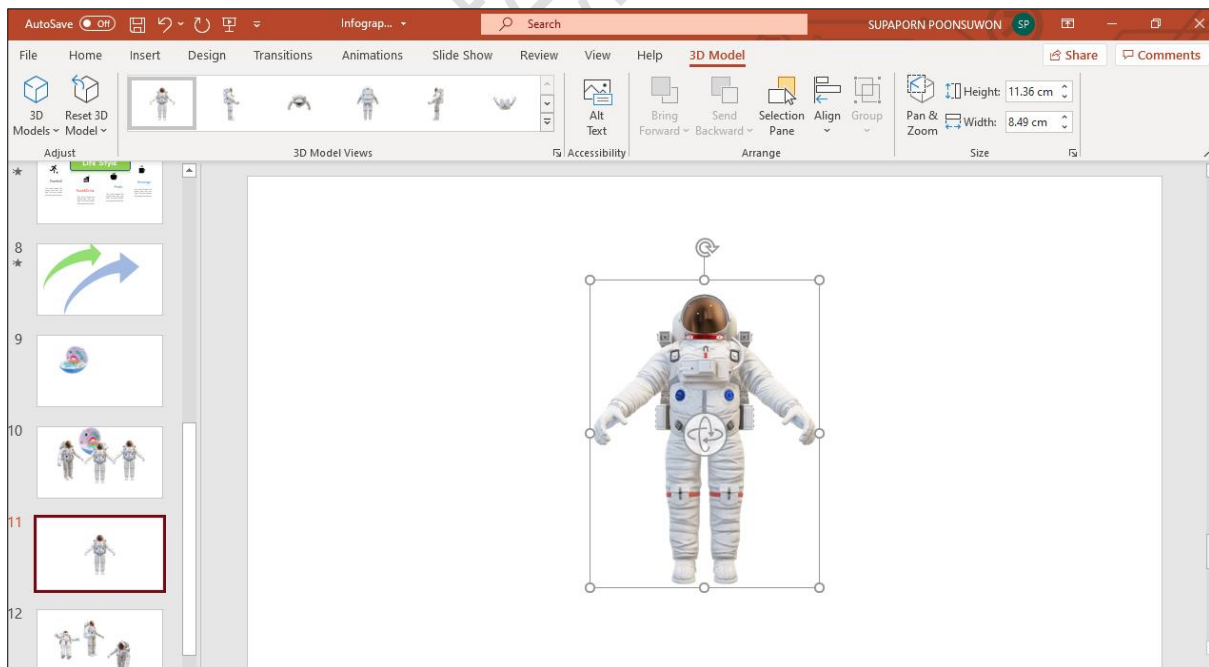 AutoSave Off Infograp... Search SUPAPORN POONSUWON SP
File Home Insert Design Transitions Animations Slide Show Review View Help 3D Model Share Comments
3D Models Reset 3D Model Alt Text Bring Forward Send Backward Selection Pane Align Group Pan & Zoom Height: 11.36 cm
Width: 8.49 cm
Adjust 3D Model Views Accessibility Arrange Size
Life Style
8
9
10
11
12